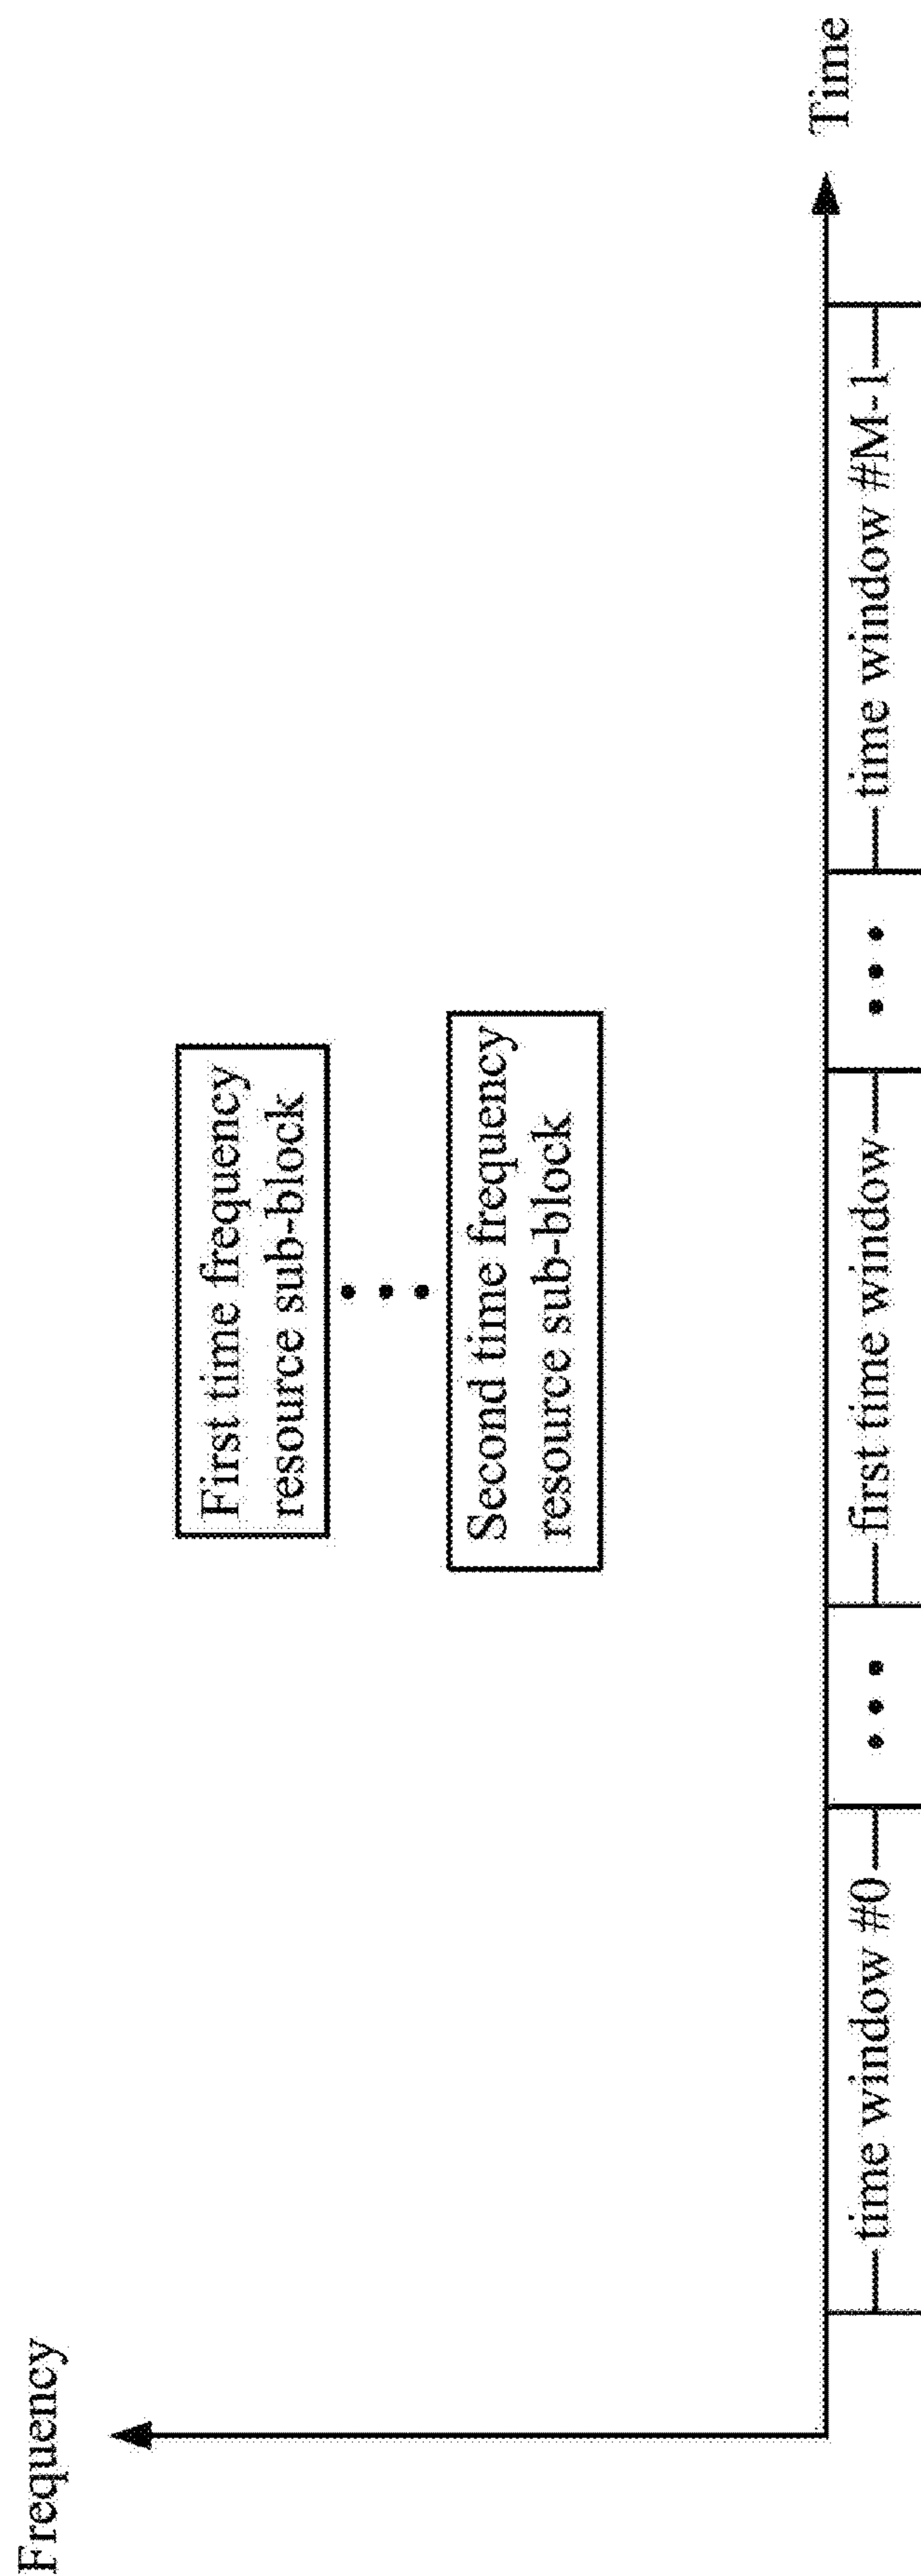 Frequency
First time frequency
resource sub-block
Second time frequency
resource sub-block
Time
time window #0
first time window
time window #M-1